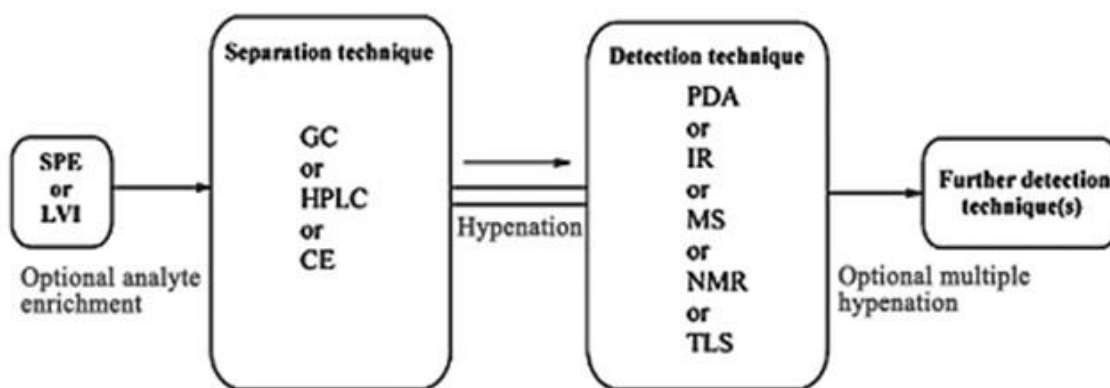 SPE
or
LVI
Optional analyte
enrichment
Separation technique
GC
or
HPLC
or
CE
Hypenation
Detection technique
PDA
or
IR
or
MS
or
NMR
or
TLS
Optional multiple
hypenation
Further detection
technique(s)